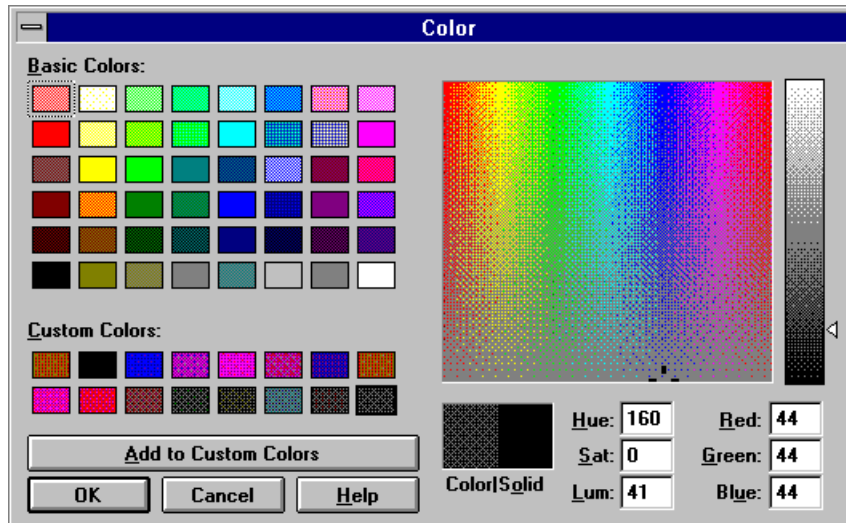 Color
Basic Colors:
Custom Colors:
Add to Custom Colors
OK Cancel Help
Color|Solid
Hue: 160 Red: 44
Sat: 0 Green: 44
Lum: 41 Blue: 44